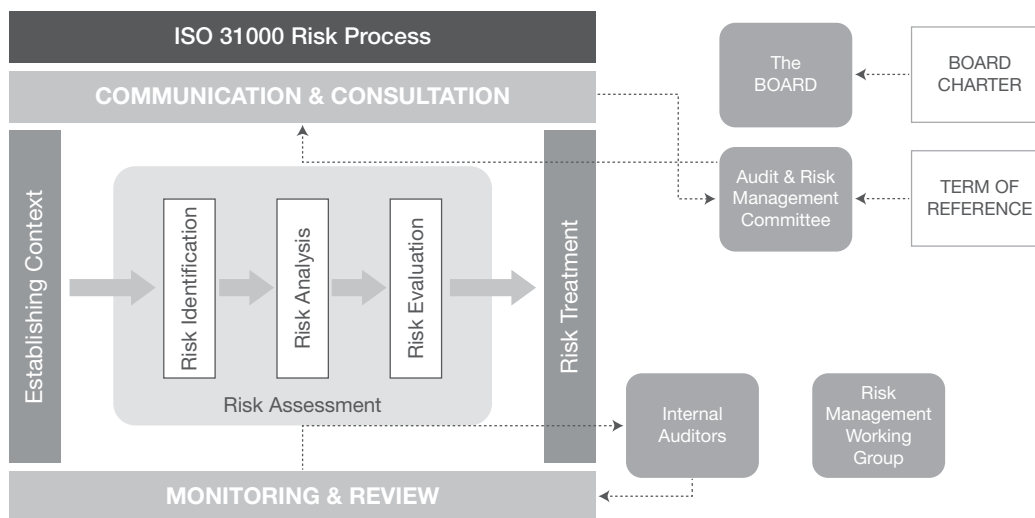 ISO 31000 Risk Process
COMMUNICATION & CONSULTATION
Establishing Context
Risk Identification
Risk Analysis
Risk Evaluation
Risk Assessment
Risk Treatment
MONITORING & REVIEW
The
BOARD
BOARD
CHARTER
Audit & Risk
Management
Committee
TERM OF
REFERENCE
Internal
Auditors
Risk
Management
Working
Group